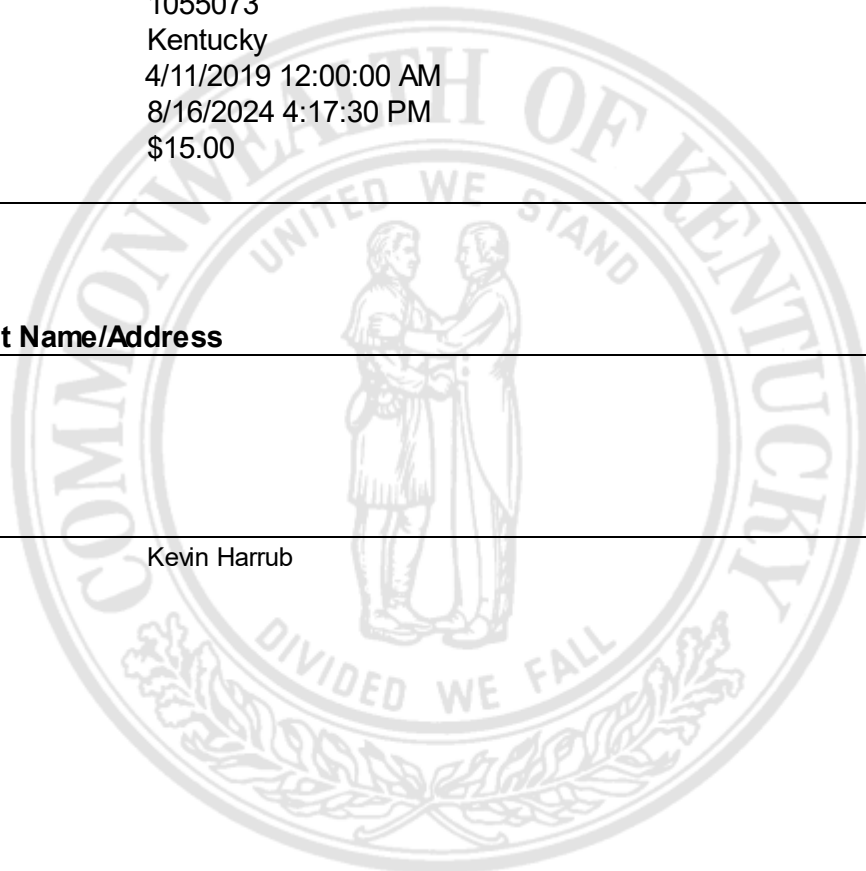 1055073
Kentucky
4/11/2019 12:00:00 AM
8/16/2024 4:17:30 PM
$15.00
COMMONWEALTH OF KENTUCKY
UNITED WE STAND
t Name/Address
Kevin Harrub
DIVIDED WE FALL